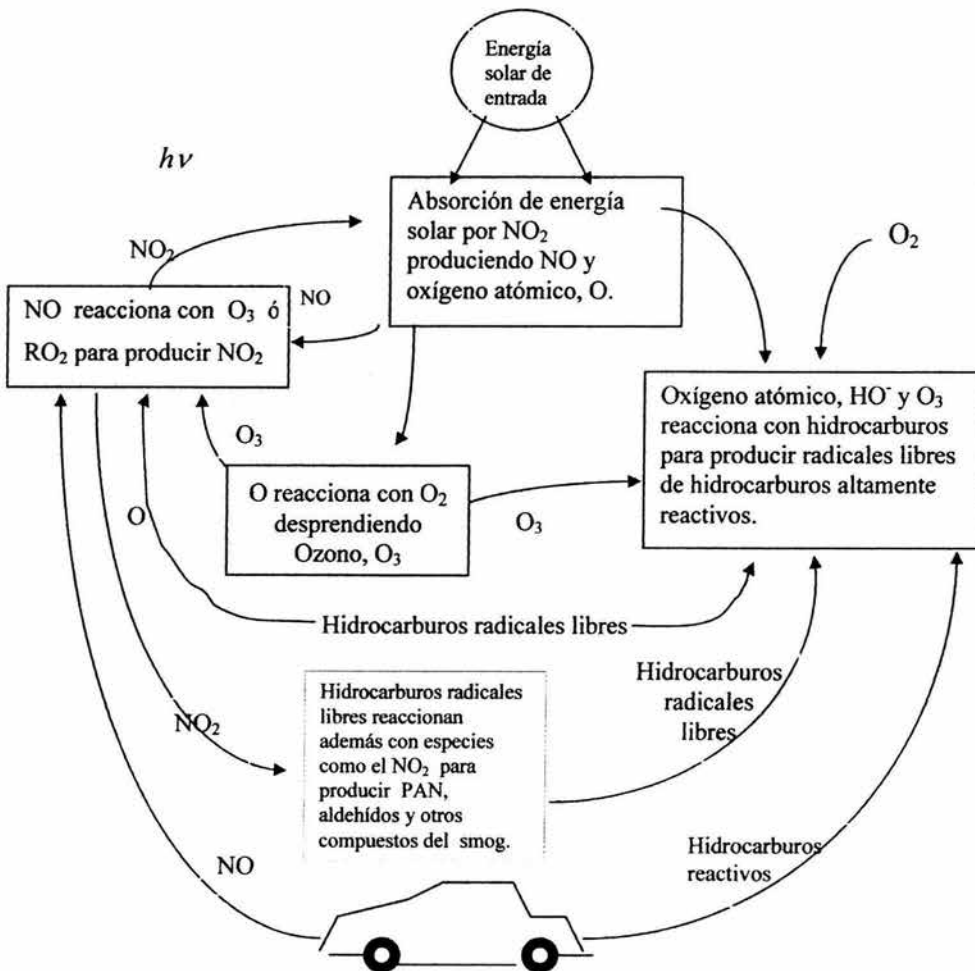 Energía
solar de
entrada
hν
Absorción de energía
solar por NO₂
produciendo NO y
oxígeno atómico, O.
NO₂
O₂
NO reacciona con O₃ ó
RO₂ para producir NO₂
NO
Oxígeno atómico, HO⁻ y O₃
reacciona con hidrocarburos
para producir radicales libres
de hidrocarburos altamente
reactivos.
O₃
O reacciona con O₂
desprendiendo
Ozono, O₃
O
O₃
Hidrocarburos radicales libres
Hidrocarburos radicales
libres reaccionan
además con especies
como el NO₂ para
producir PAN,
aldehídos y otros
compuestos del smog.
Hidrocarburos
radicales
libres
NO₂
NO
Hidrocarburos
reactivos